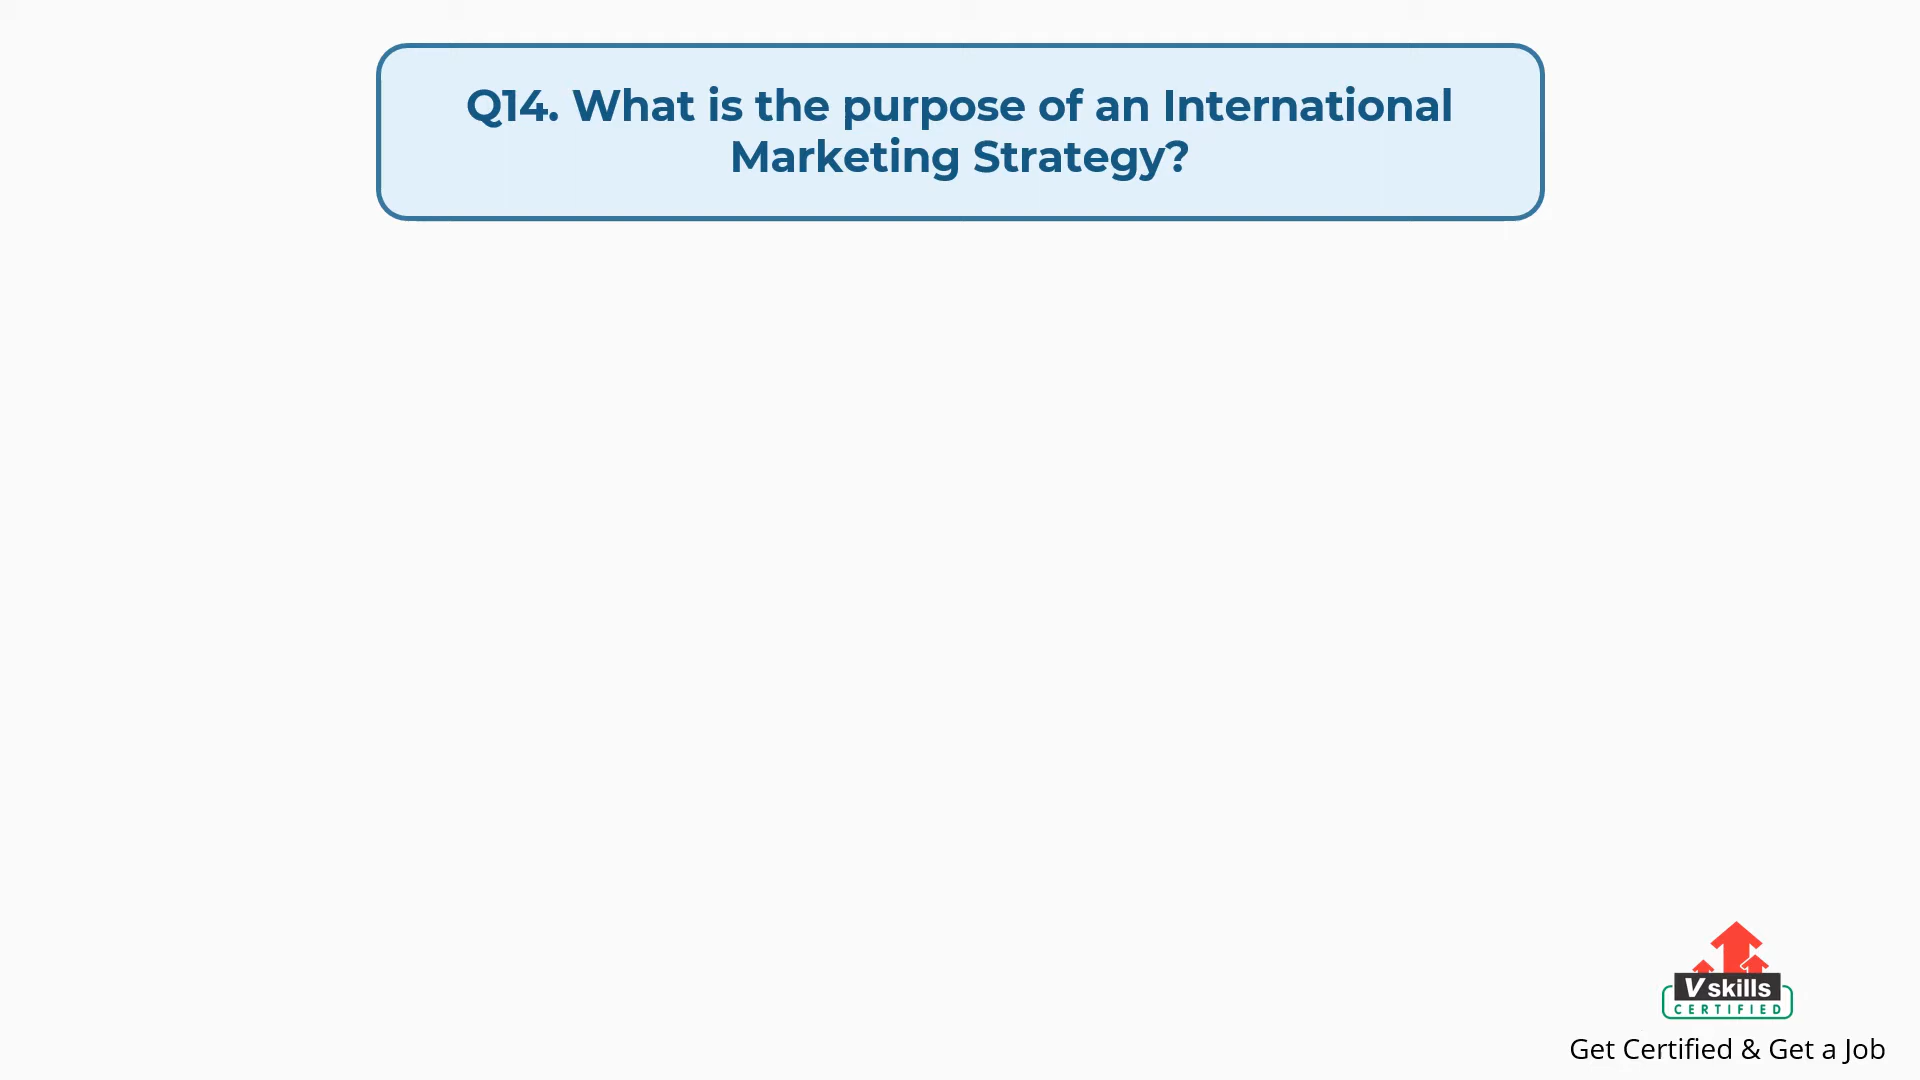 Q14. What is the purpose of an International
Marketing Strategy?
Vskills
CERTIFIED
Get Certified & Get a Job